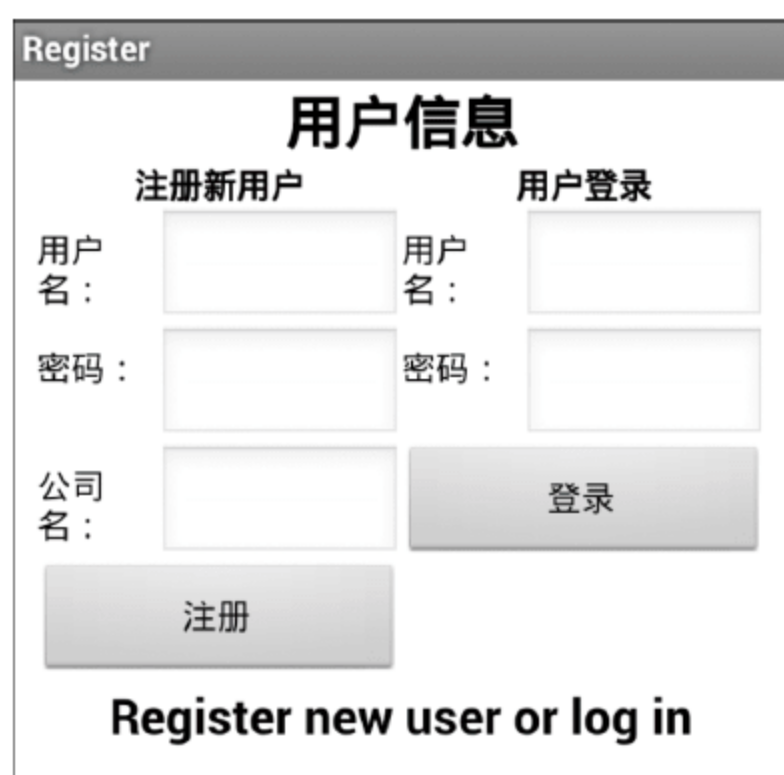 Register
用户信息
注册新用户
用户登录
用户
名：
用户
名：
密码：
密码：
公司
名：
登录
注册
Register new user or log in